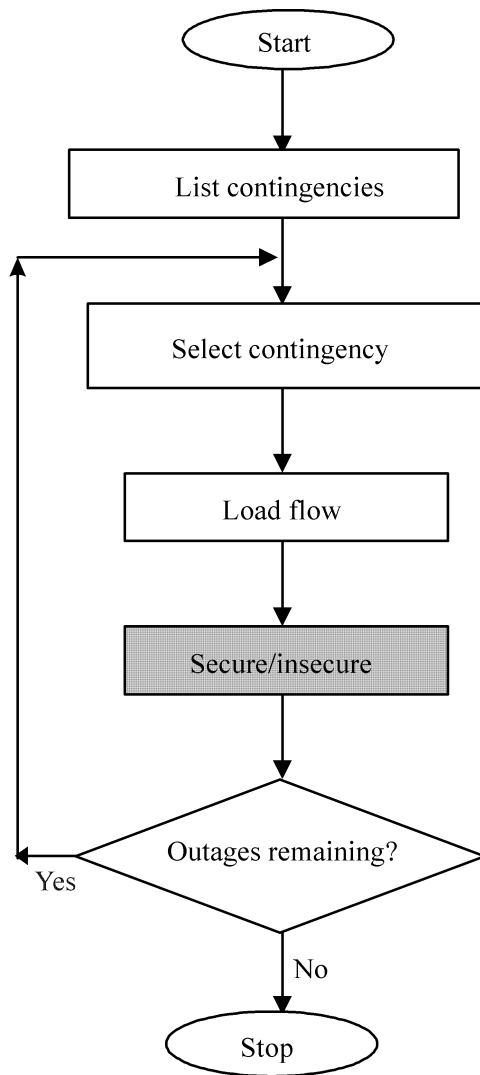 Start
List contingencies
Select contingency
Load flow
Secure/insecure
Outages remaining?
Yes
No
Stop